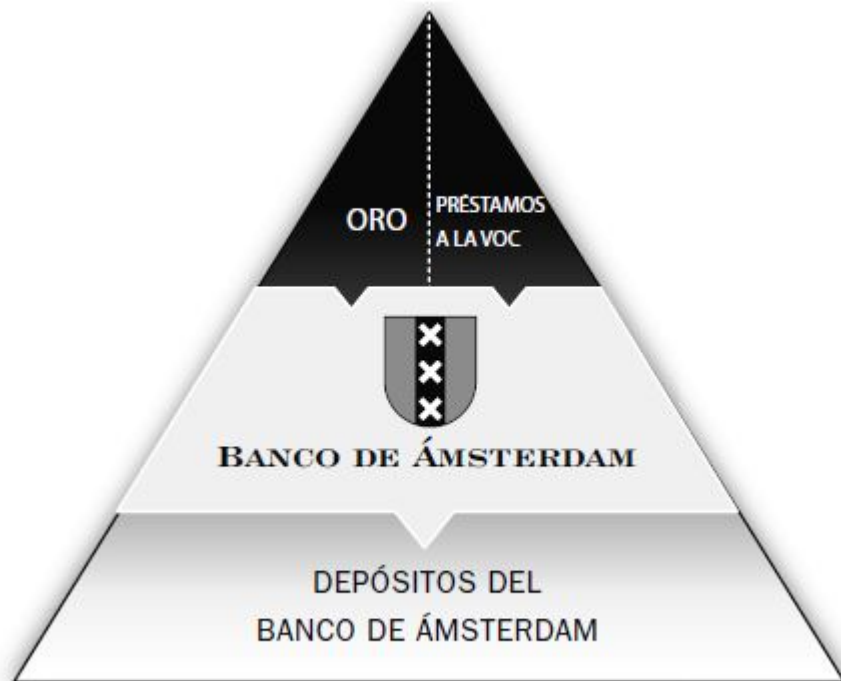 ORO
PRÉSTAMOS
A LA VOC
BANCO DE ÁMSTERDAM
DEPÓSITOS DEL
BANCO DE ÁMSTERDAM